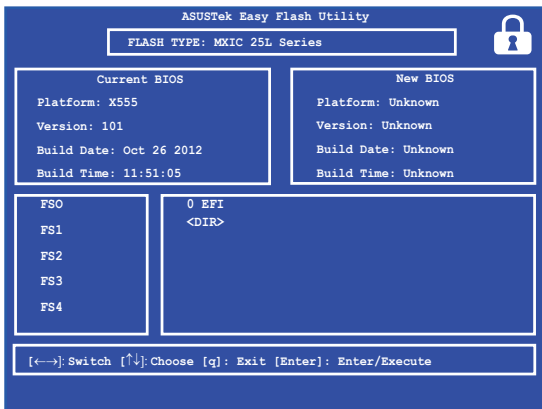 ASUSTek Easy Flash Utility
FLASH TYPE: MXIC 25L Series
Current BIOS
Platform: X555
Version: 101
Build Date: Oct 26 2012
Build Time: 11:51:05
New BIOS
Platform: Unknown
Version: Unknown
Build Date: Unknown
Build Time: Unknown
FS0
FS1
FS2
FS3
FS4
0 EFI
<DIR>
[←→]: Switch [↑↓]: Choose [q]: Exit [Enter]: Enter/Execute